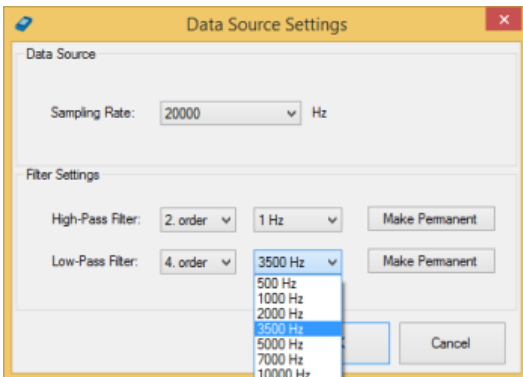 Data Source Settings
Data Source
Sampling Rate: 20000 Hz
Filter Settings
High-Pass Filter: 2. order 1 Hz Make Permanent
Low-Pass Filter: 4. order 3500 Hz Make Permanent
500 Hz
1000 Hz
2000 Hz
3500 Hz
5000 Hz
7000 Hz
10000 Hz
Cancel